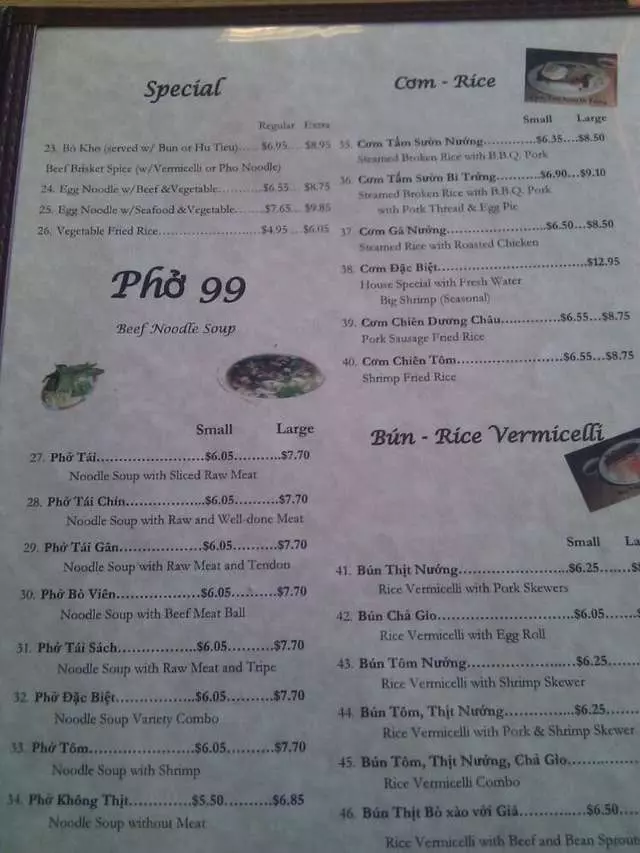 Special
Regular Extra
23. Bò Kho (served w/ Bun or Hu Tieu)..... $6.95.... $8.95
Beef Brisker Spice (w/Vermicelli or Pho Noodle)
24. Egg Noodle w/Beef &Vegetable.............$6.55... $8.75
25. Egg Noodle w/Seafood &Vegetable.......$7.65... $9.85
26. Vegetable Fried Rice...........................$4.95 ... $6.05
Phở 99
Beef Noodle Soup
Small Large
27. Phở Tái.........................$6.05..........$7.70
Noodle Soup with Sliced Raw Meat
28. Phở Tái Chín..................$6.05..........$7.70
Noodle Soup with Raw and Well-done Meat
29. Phở Tái Gân...................$6.05..........$7.70
Noodle Soup with Raw Meat and Tendon
30. Phở Bò Viên...................$6.05..........$7.70
Noodle Soup with Beef Meat Ball
31. Phở Tái Sách..................$6.05..........$7.70
Noodle Soup with Raw Meat and Tripe
32. Phở Đặc Biệt..................$6.05..........$7.70
Noodle Soup Variety Combo
33. Phở Tôm........................$6.05..........$7.70
Noodle Soup with Shrimp
34. Phở Không Thịt..............$5.50..........$6.85
Noodle Soup without Meat
Cơm - Rice
Small Large
35. Cơm Tấm Sườn Nướng............$6.35....$8.50
Steamed Broken Rice with B.B.Q. Pork
36. Cơm Tấm Sườn Bì Trứng..........$6.90...$9.10
Steamed Broken Rice with B.B.Q. Pork
with Pork Thread & Egg Pie
37. Cơm Gà Nướng.......................$6.50...$8.50
Steamed Rice with Roasted Chicken
38. Cơm Đặc Biệt..................................$12.95
House Special with Fresh Water
Big Shrimp (Seasonal)
39. Cơm Chiên Dương Châu.............$6.55...$8.75
Pork Sausage Fried Rice
40. Cơm Chiên Tôm........................$6.55...$8.75
Shrimp Fried Rice
Bún - Rice Vermicelli
Small La
41. Bún Thịt Nướng..........................$6.25.......$
Rice Vermicelli with Pork Skewers
42. Bún Chả Gio................................$6.05.......$
Rice Vermicelli with Egg Roll
43. Bún Tôm Nướng..........................$6.25.......
Rice Vermicelli with Shrimp Skewer
44. Bún Tôm, Thịt Nướng................$6.25.......
Rice Vermicelli with Pork & Shrimp Skewer
45. Bún Tôm, Thịt Nướng, Chả Gio.................
Rice Vermicelli Combo
46. Bún Thịt Bò xào với Giá................$6.50....
Rice Vermicelli with Beef and Bean Sprout